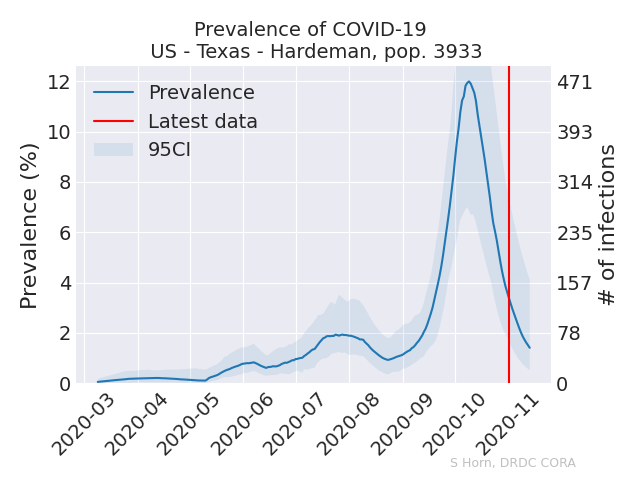 Prevalence of COVID-19
US - Texas - Hardeman, pop. 3933
Prevalence
Latest data
95CI
Prevalence (%)
12
10
8
6
4
2
0
471
393
314
235
157
78
0
# of infections
2020-03
2020-04
2020-05
2020-06
2020-07
2020-08
2020-09
2020-10
2020-11
S Horn, DRDC CORA